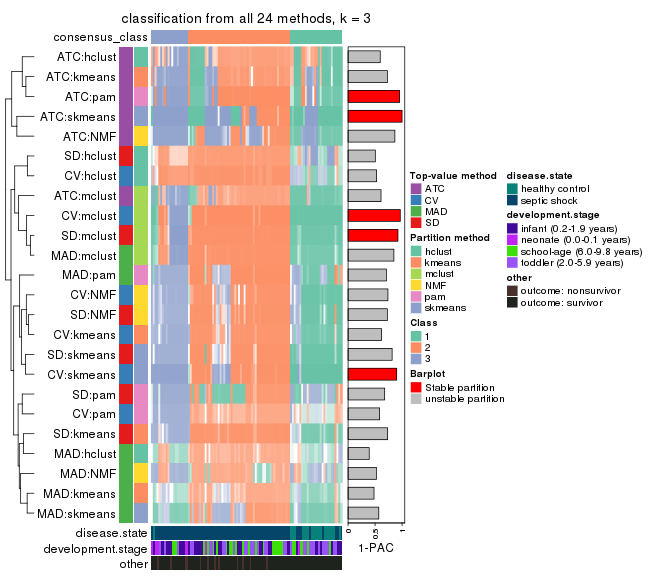 classification from all 24 methods, k = 3
consensus_class
ATC:hclust
ATC:kmeans
ATC:pam
ATC:skmeans
ATC:NMF
SD:hclust
CV:hclust
ATC:mclust
CV:mclust
SD:mclust
MAD:mclust
MAD:pam
CV:NMF
SD:NMF
CV:kmeans
SD:skmeans
CV:skmeans
SD:pam
CV:pam
SD:kmeans
MAD:hclust
MAD:NMF
MAD:kmeans
MAD:skmeans
disease.state
development.stage
other
0
0.5
1
1-PAC
Top-value method
ATC
CV
MAD
SD
Partition method
hclust
kmeans
mclust
NMF
pam
skmeans
Class
1
2
3
Barplot
Stable partition
unstable partition
disease.state
healthy control
septic shock
development.stage
infant (0.2-1.9 years)
neonate (0.0-0.1 years)
school-age (6.0-9.8 years)
toddler (2.0-5.9 years)
other
outcome: nonsurvivor
outcome: survivor